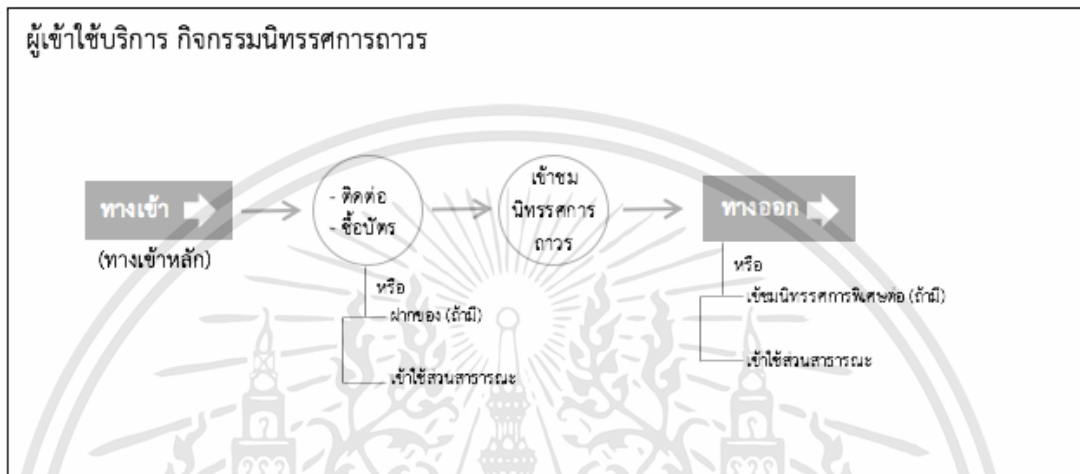 ผู้เข้าใช้บริการ กิจกรรมนิทรรศการถาวร
ทางเข้า
(ทางเข้าหลัก)
- ติดต่อ
- ซื้อบัตร
หรือ
ฝากของ (ถ้ามี)
เข้าใช้สวนสาธารณะ
เข้าชม
นิทรรศการ
ถาวร
ทางออก
หรือ
เข้ชมนิทรรศการพิเศษต่อ (ถ้ามี)
เข้าใช้สวนสาธารณะ